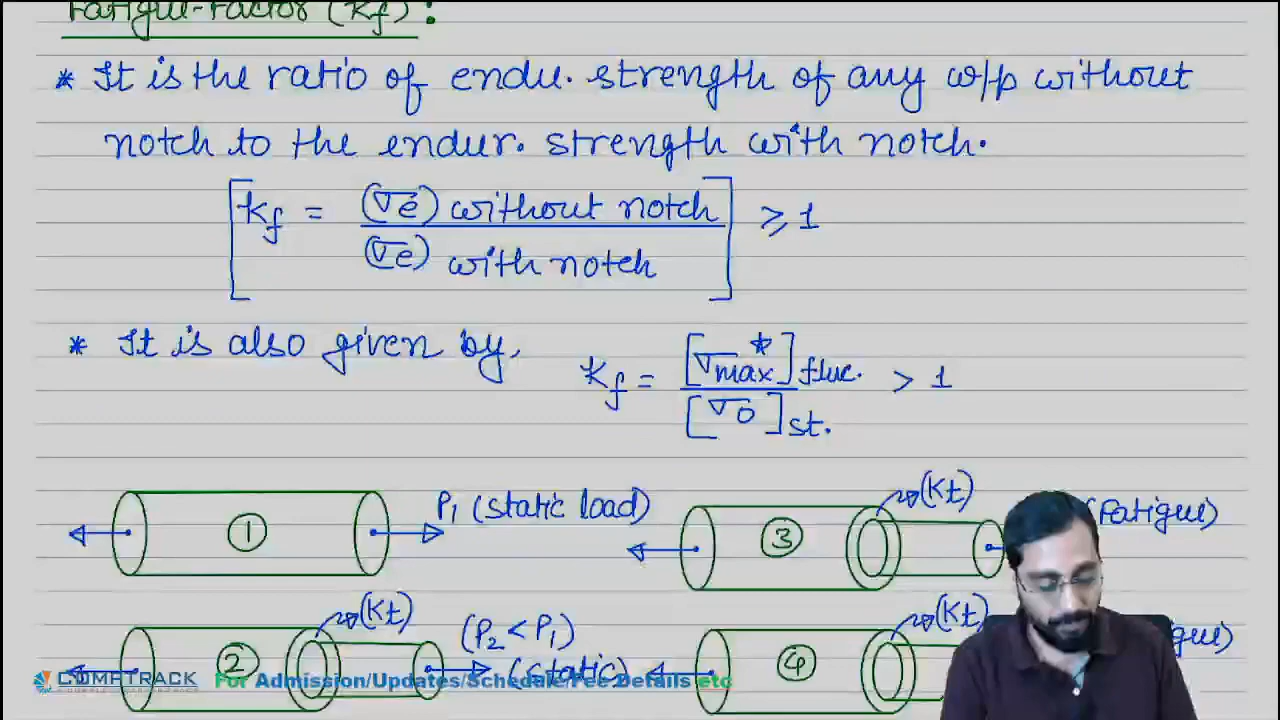 Fatigue-Factor (Kf) :
* It is the ratio of endu. strength of any w/p without
notch to the endur. strength with notch.
Kf = (σe) without notch / (σe) with notch ≥ 1
* It is also given by,
Kf = [σmax*]fluc. / [σo]st. > 1
① P1 (static load)
③ (Kt) (Fatigue)
② (Kt) (P2 < P1)
(static)
④ (Kt)
COMPTRACK
For Admission/Updates/Schedule/Fee Details etc